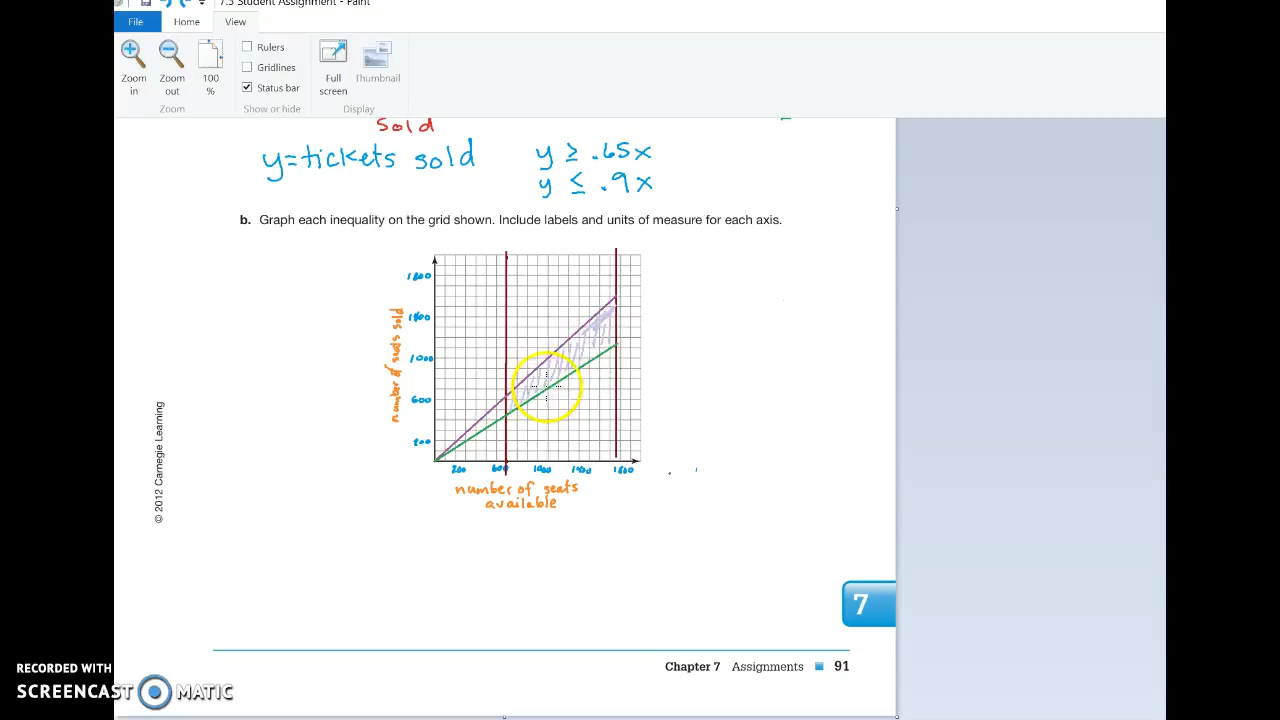 7.3 Student Assignment - Paint
File Home View
Rulers
Gridlines
Status bar
Zoom in
Zoom out
100 %
Full screen
Thumbnail
Zoom
Show or hide
Display
Sold
y=tickets sold
y ≥ .65x
y ≤ .9x
b. Graph each inequality on the grid shown. Include labels and units of measure for each axis.
1000
600
200
number of seats sold
200 600 1000 1800
number of seats
available
© 2012 Carnegie Learning
7
Chapter 7 Assignments 91
RECORDED WITH
SCREENCAST MATIC